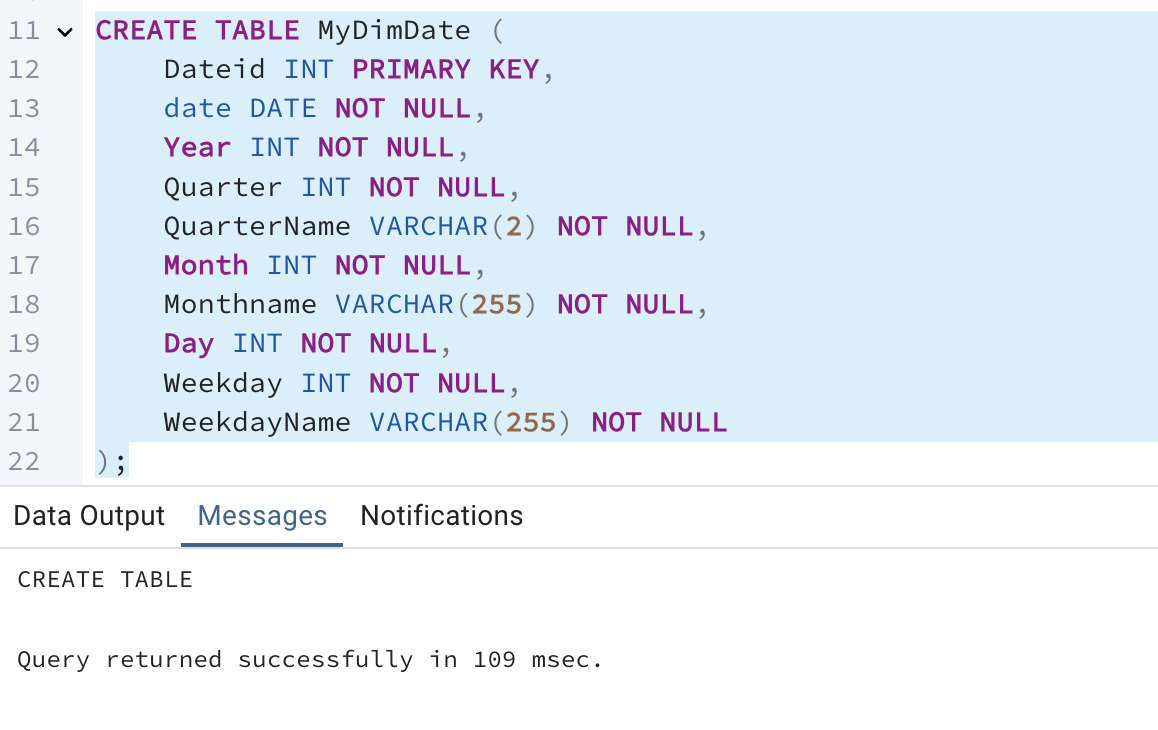 11 CREATE TABLE MyDimDate (
12 Dateid INT PRIMARY KEY,
13 date DATE NOT NULL,
14 Year INT NOT NULL,
15 Quarter INT NOT NULL,
16 QuarterName VARCHAR(2) NOT NULL,
17 Month INT NOT NULL,
18 Monthname VARCHAR(255) NOT NULL,
19 Day INT NOT NULL,
20 Weekday INT NOT NULL,
21 WeekdayName VARCHAR(255) NOT NULL
22 );
Data Output Messages Notifications
CREATE TABLE
Query returned successfully in 109 msec.